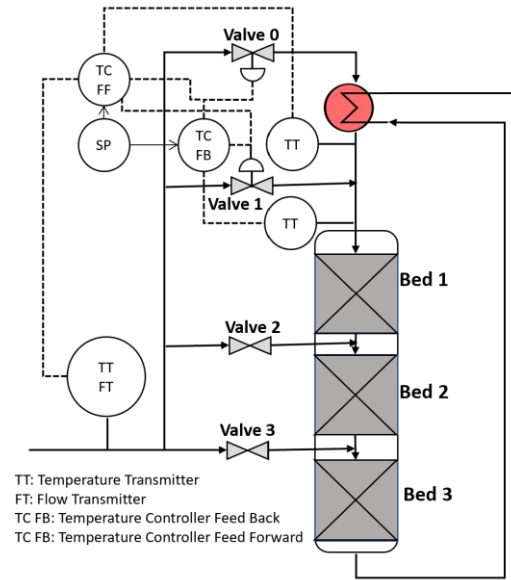 Valve 0
TC
FF
SP
TC
FB
TT
Valve 1
TT
Bed 1
Valve 2
TT
FT
Bed 2
Valve 3
Bed 3
TT: Temperature Transmitter
FT: Flow Transmitter
TC FB: Temperature Controller Feed Back
TC FB: Temperature Controller Feed Forward